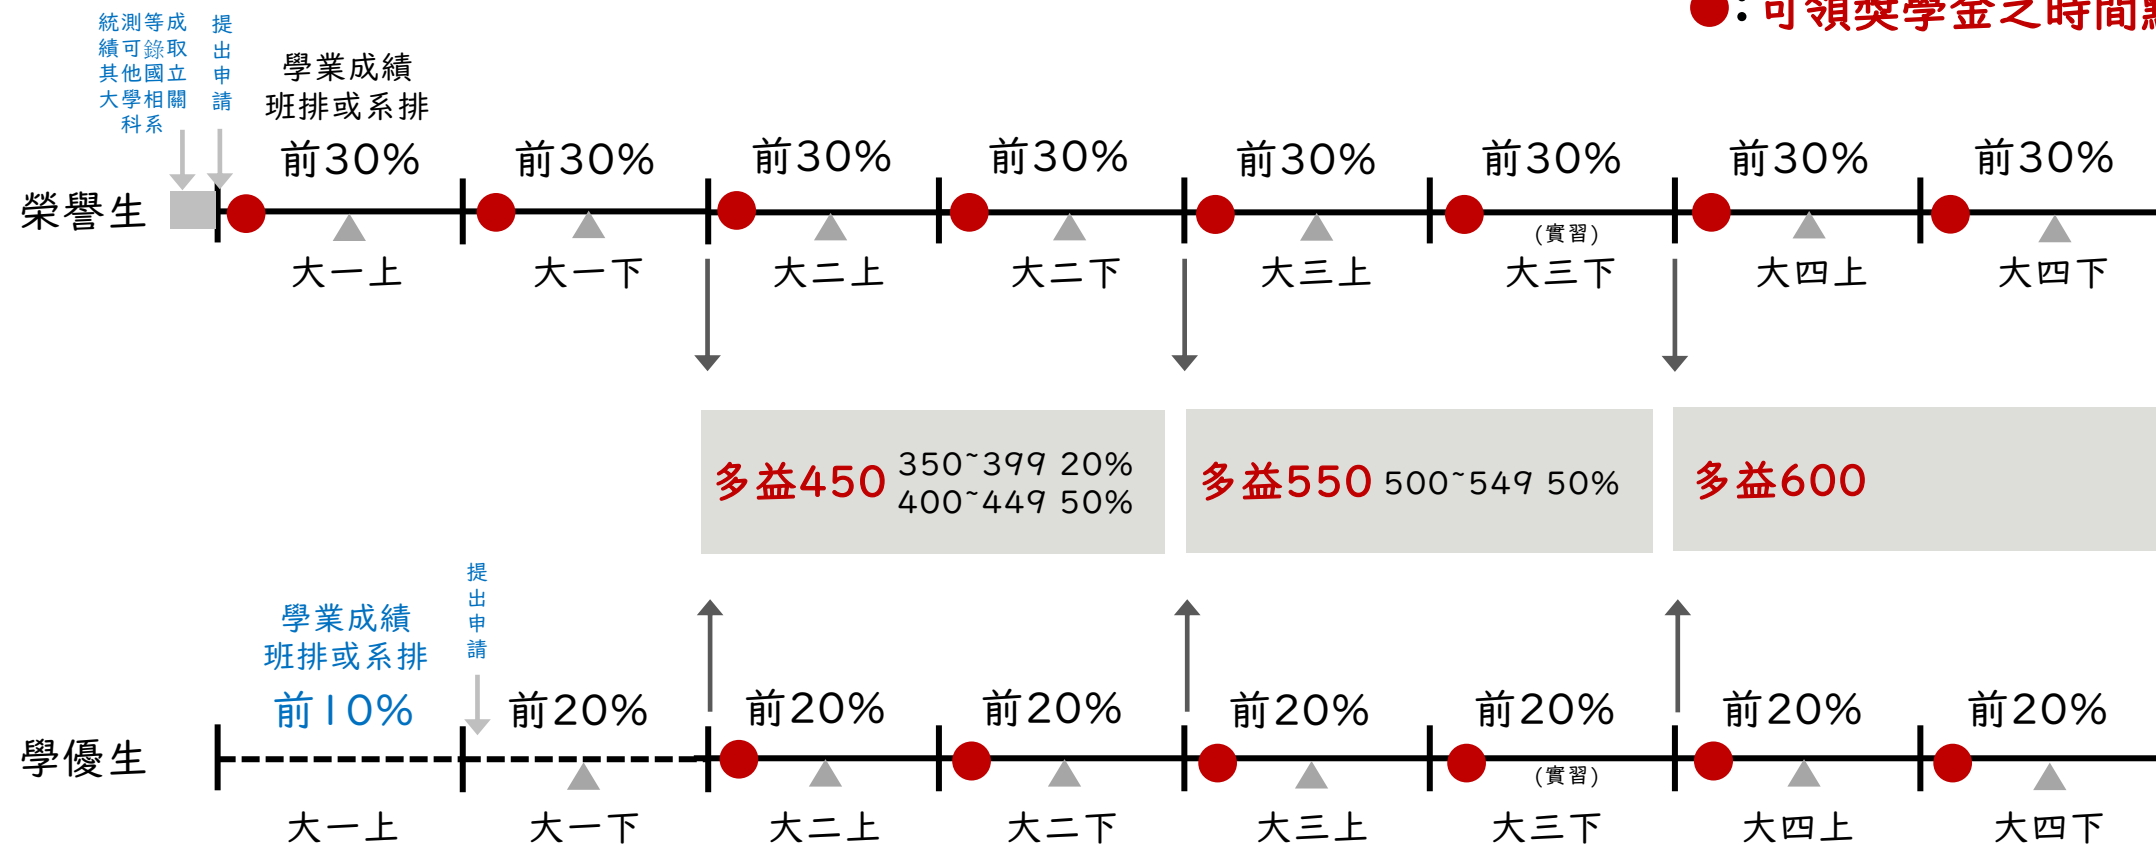 :可領獎學金之時間點
統測等成
績可錄取
其他國立
大學相關
科系
提出申請
學業成績
班排或系排
前30%
前30%
前30%
前30%
前30%
前30%
前30%
前30%
榮譽生
(實習)
大一上
大一下
大二上
大二下
大三上
大三下
大四上
大四下
多益450
350~399 20%
400~449 50%
多益550
500~549 50%
多益600
提出申請
學業成績
班排或系排
前10%
前20%
前20%
前20%
前20%
前20%
前20%
前20%
學優生
(實習)
大一上
大一下
大二上
大二下
大三上
大三下
大四上
大四下